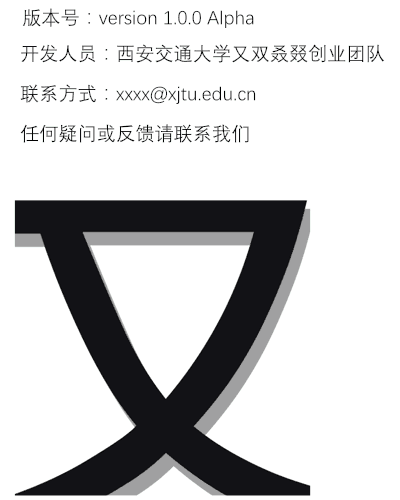 版本号：version 1.0.0 Alpha
开发人员：西安交通大学又双叒叕创业团队
联系方式：xxxx@xjtu.edu.cn
任何疑问或反馈请联系我们
又